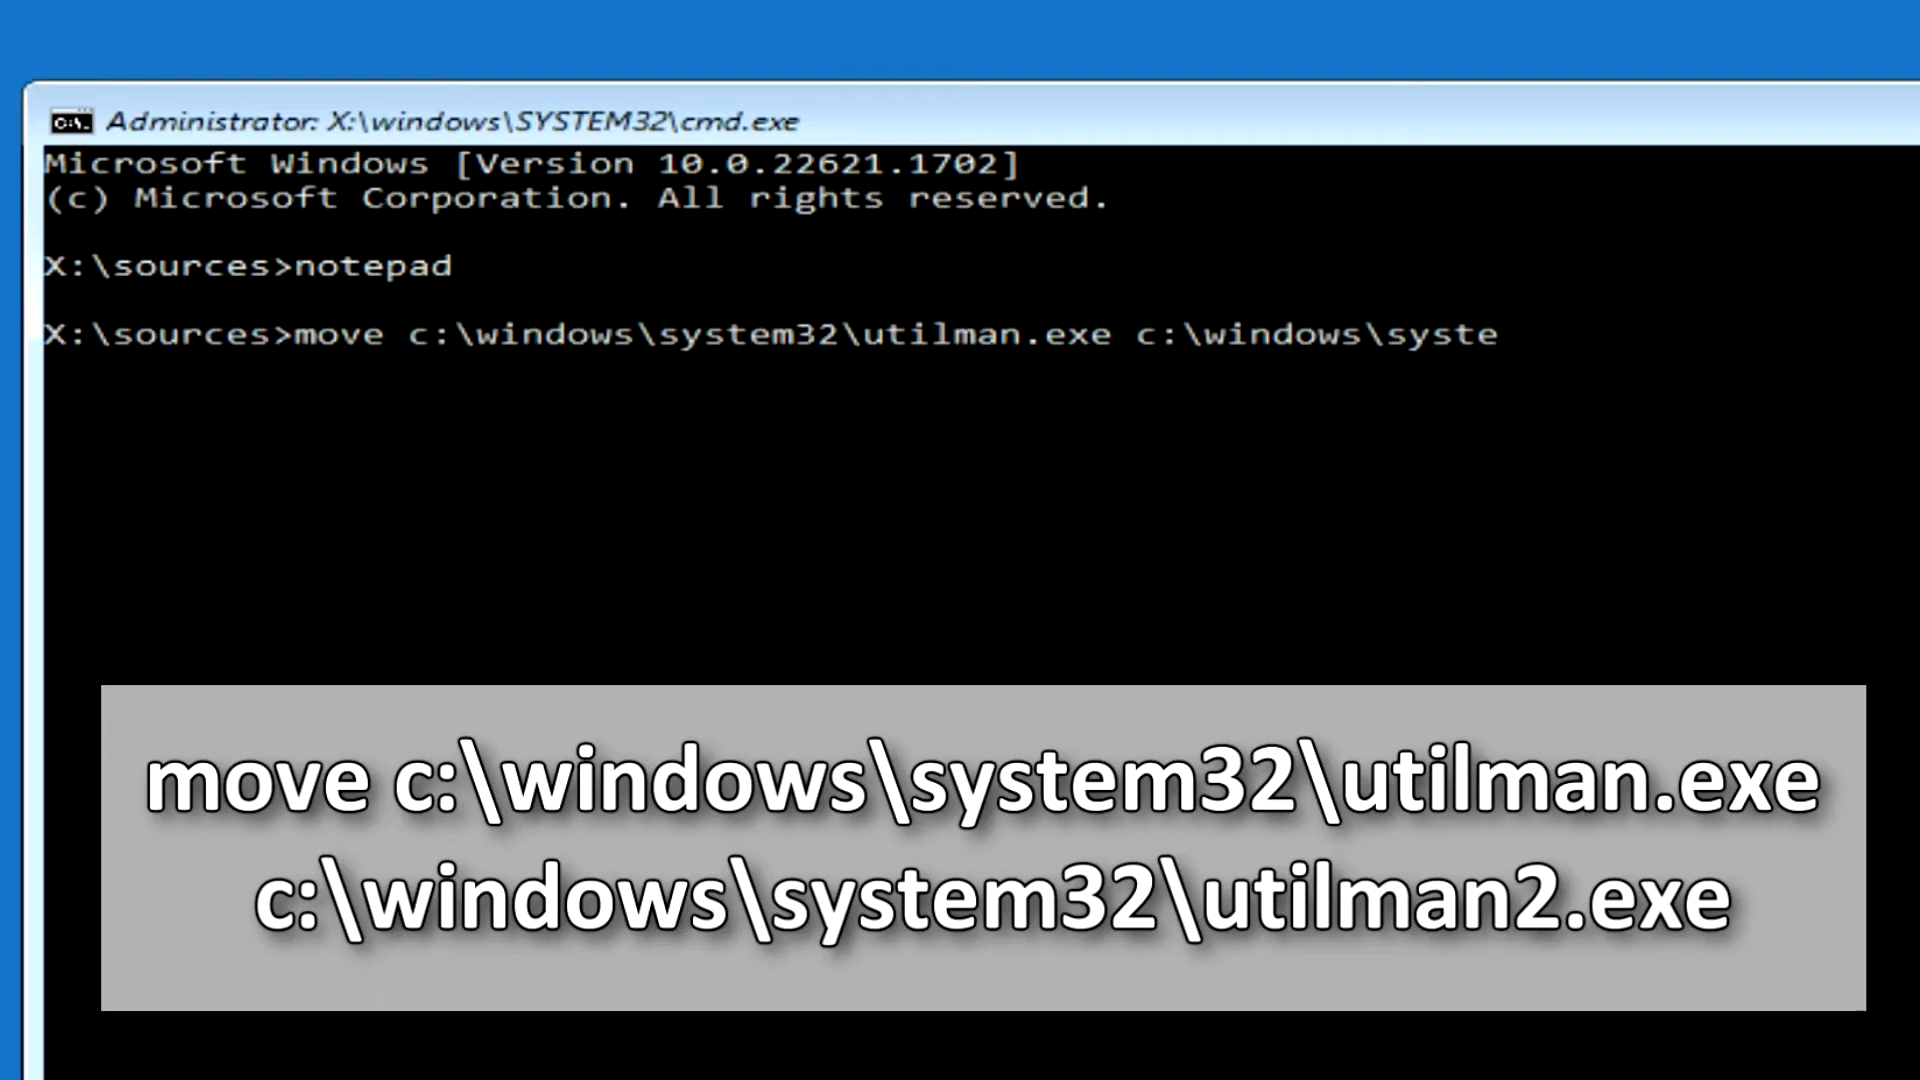 Administrator: X:\windows\SYSTEM32\cmd.exe
Microsoft Windows [Version 10.0.22621.1702]
(c) Microsoft Corporation. All rights reserved.
X:\sources>notepad
X:\sources>move c:\windows\system32\utilman.exe c:\windows\syste
move c:\windows\system32\utilman.exe
c:\windows\system32\utilman2.exe